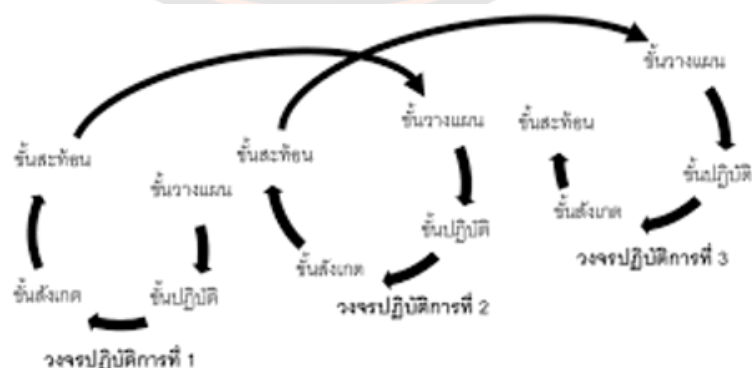 ขั้นวางแผน
ขั้นปฏิบัติ
ขั้นสังเกต
ขั้นสะท้อน
วงจรปฏิบัติการที่ 1
ขั้นวางแผน
ขั้นปฏิบัติ
ขั้นสังเกต
ขั้นสะท้อน
วงจรปฏิบัติการที่ 2
ขั้นวางแผน
ขั้นปฏิบัติ
ขั้นสังเกต
ขั้นสะท้อน
วงจรปฏิบัติการที่ 3